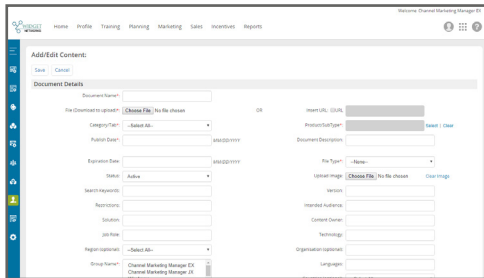 Welcome: Channel Marketing Manager EX
WIDGET NETWORKS
Home Profile Training Planning Marketing Sales Incentives Reports
Add/Edit Content:
Save Cancel
Document Details
Document Name*:
File (Download to upload)*: Choose File No file chosen OR Insert URL: URL
Category/Tab*: --Select All-- Product/SubType*: Select | Clear
Publish Date*: MM/DD/YYYY Document Description:
Expiration Date: MM/DD/YYYY File Type*: --None--
Status: Active Upload Image: Choose File No file chosen Clear Image
Search Keywords: Version:
Restrictions: Intended Audience:
Solution: Content Owner:
Job Role: Technology:
Region (optional) --Select All-- Organization (optional)
Group Name*: Channel Marketing Manager EX Languages:
Channel Marketing Manager JX